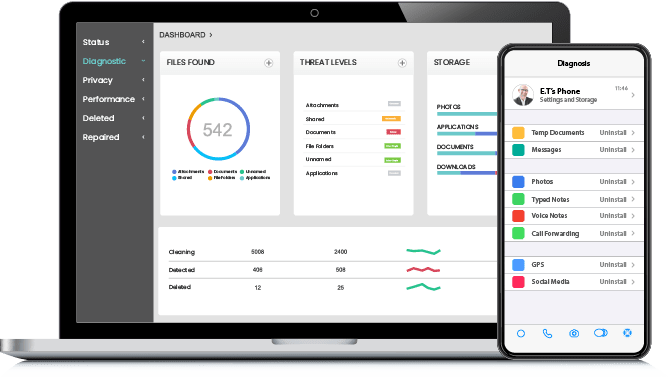 Status
Diagnostic
Privacy
Performance
Deleted
Repaired
DASHBOARD
FILES FOUND
542
Attachments Documents Unnamed
Shared File Folders Applications
THREAT LEVELS
Attachments
Shared
Documents
File Folders
Unnamed
Applications
STORAGE
PHOTOS
APPLICATIONS
DOCUMENTS
DOWNLOADS
Cleaning 5008 2400
Detected 406 508
Deleted 12 25
Diagnosis
E.T's Phone 11:46
Settings and Storage
Temp Documents Uninstall
Messages Uninstall
Photos Uninstall
Typed Notes Uninstall
Voice Notes Uninstall
Call Forwarding Uninstall
GPS Uninstall
Social Media Uninstall